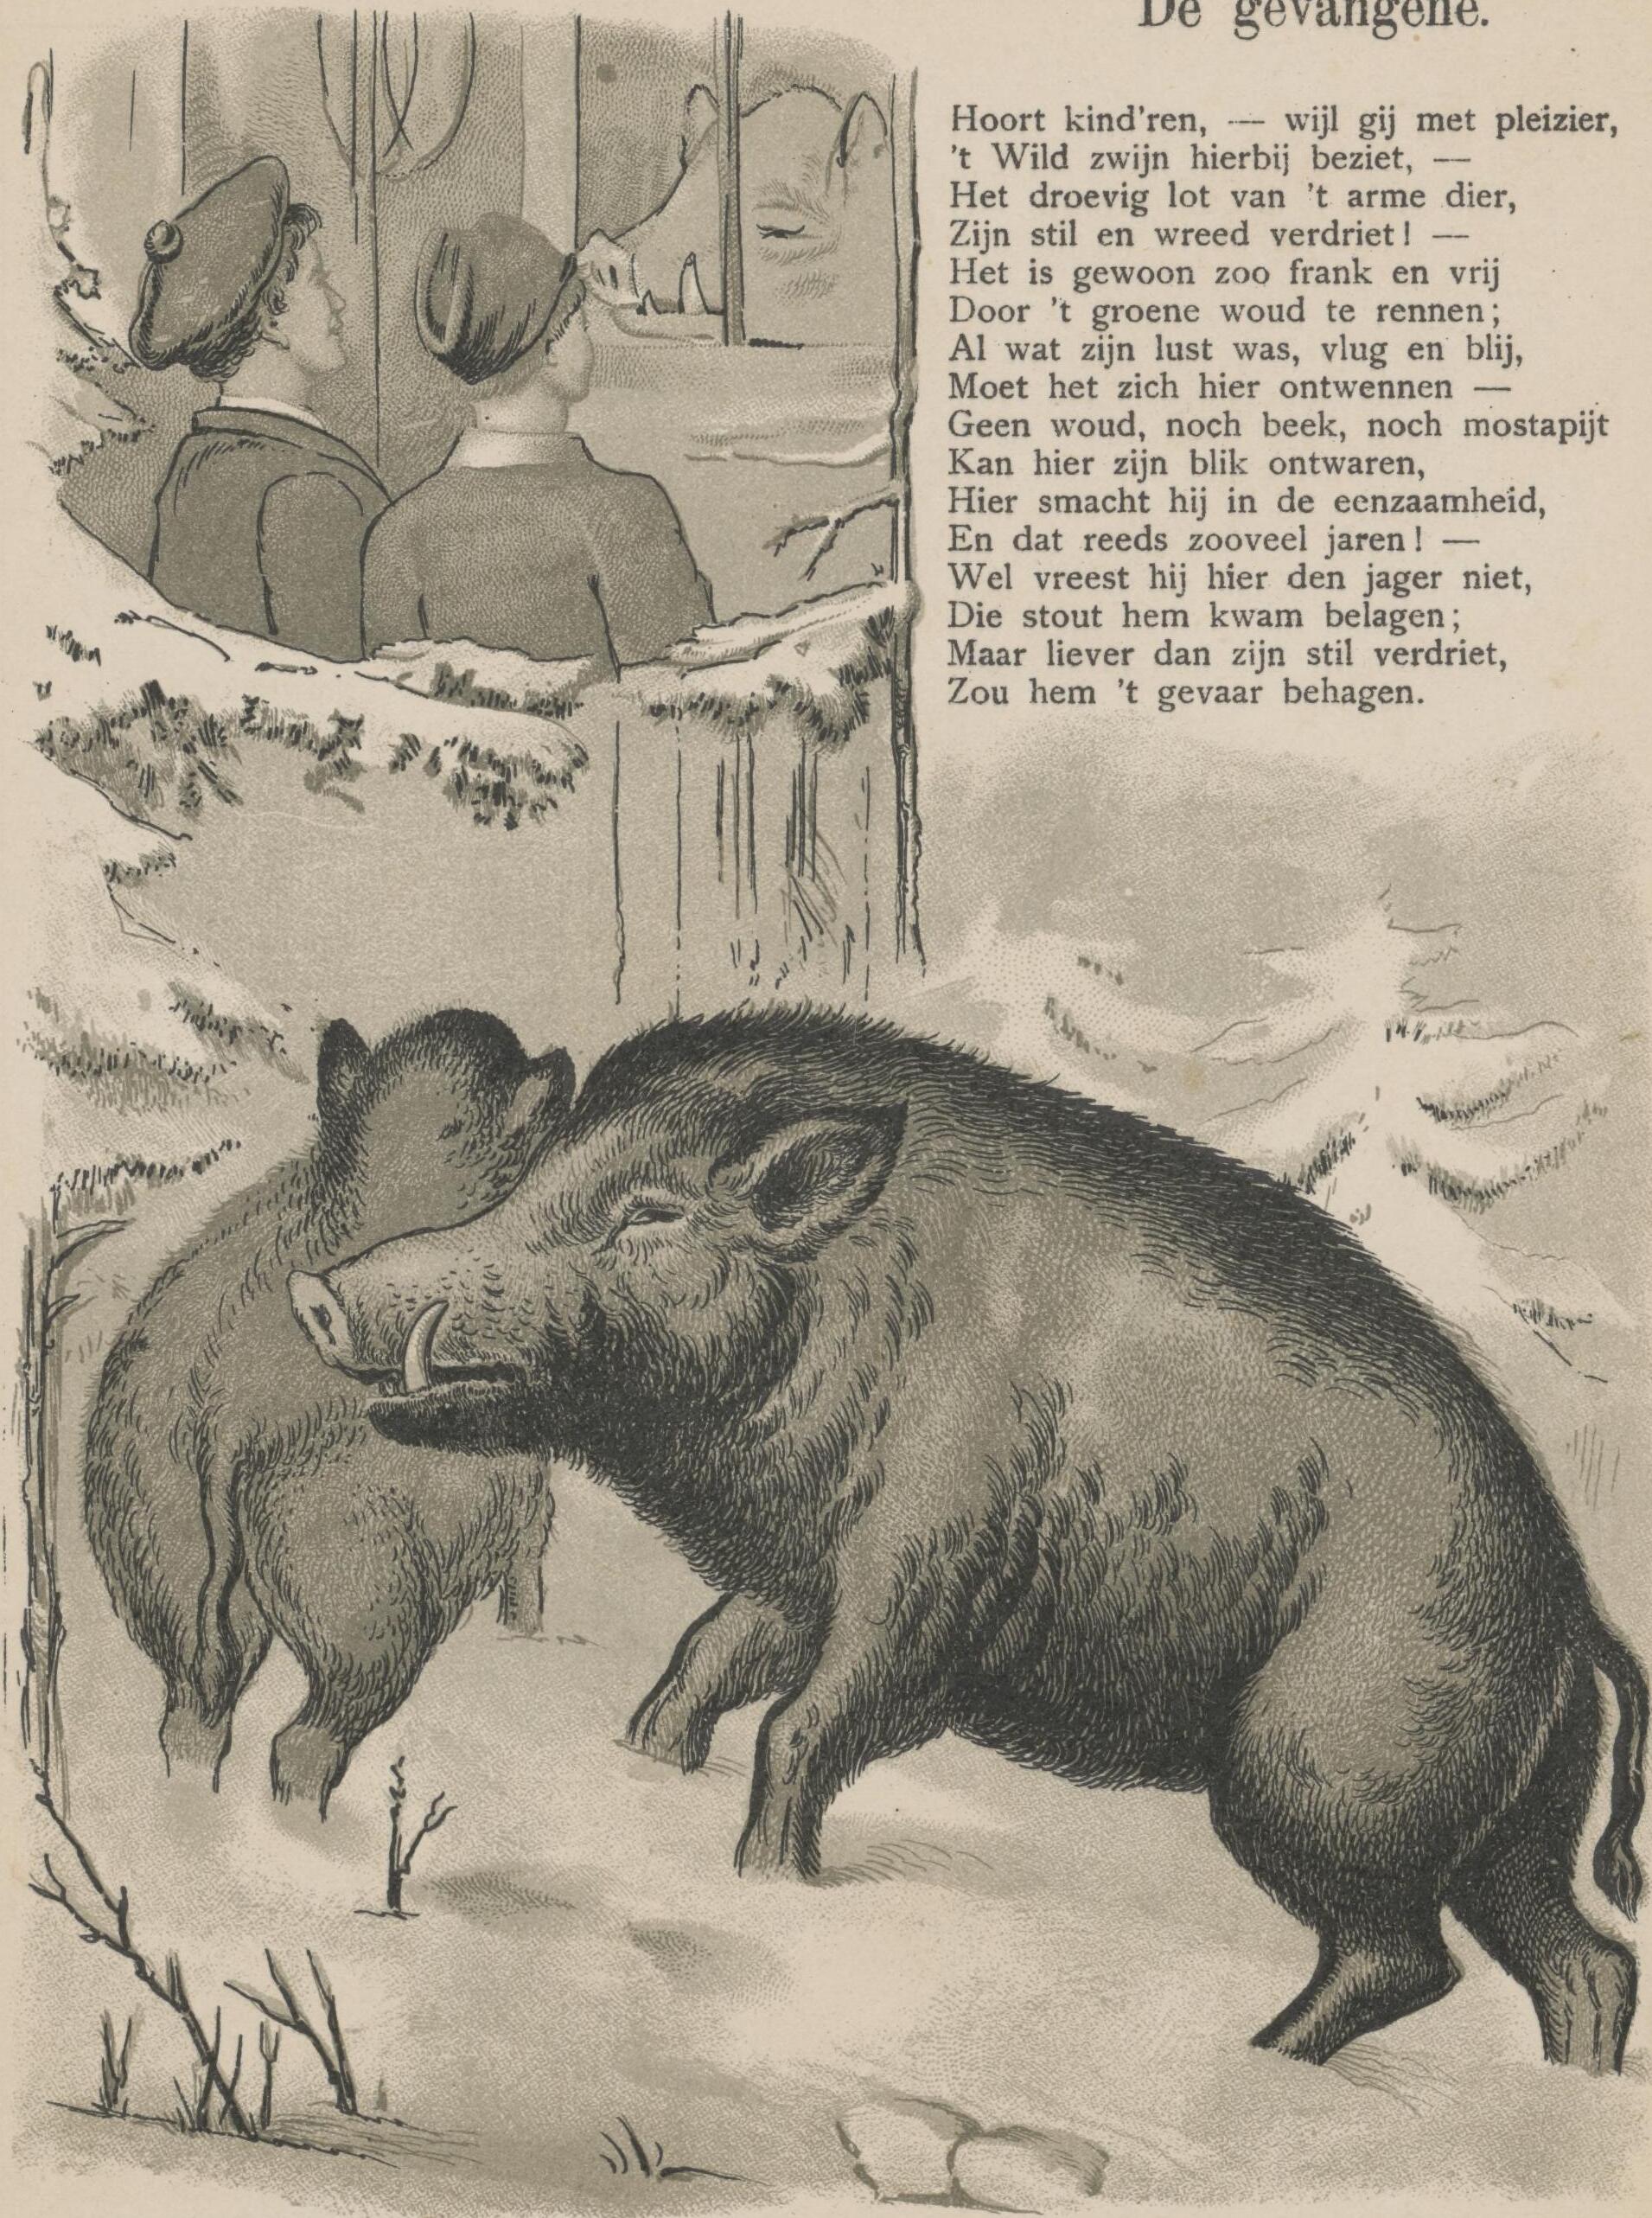 De gevangene.
Hoort kind'ren, — wijl gij met pleizier,
't Wild zwijn hierbij beziet, —
Het droevig lot van 't arme dier,
Zijn stil en wreed verdriet! —
Het is gewoon zoo frank en vrij
Door 't groene woud te rennen;
Al wat zijn lust was, vlug en blij,
Moet het zich hier ontwennen —
Geen woud, noch beek, noch mostapijt
Kan hier zijn blik ontwaren,
Hier smacht hij in de eenzaamheid,
En dat reeds zooveel jaren! —
Wel vreest hij hier den jager niet,
Die stout hem kwam belagen;
Maar liever dan zijn stil verdriet,
Zou hem 't gevaar behagen.